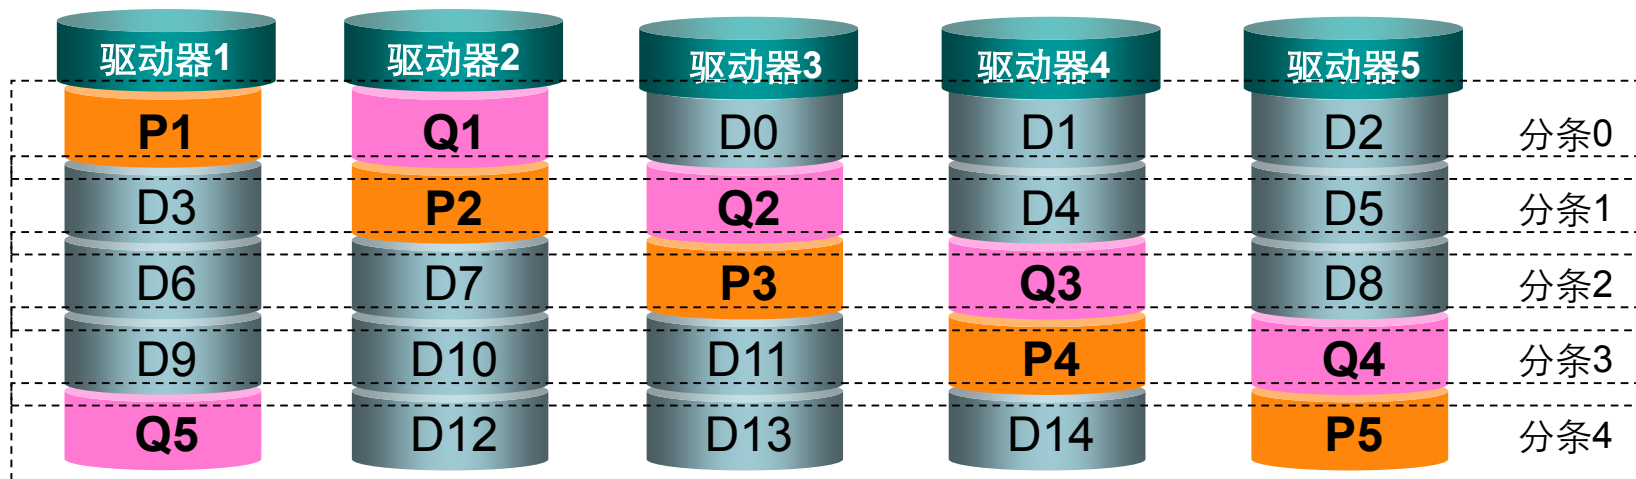 驱动器1 驱动器2 驱动器3 驱动器4 驱动器5
P1 Q1 D0 D1 D2 分条0
D3 P2 Q2 D4 D5 分条1
D6 D7 P3 Q3 D8 分条2
D9 D10 D11 P4 Q4 分条3
Q5 D12 D13 D14 P5 分条4